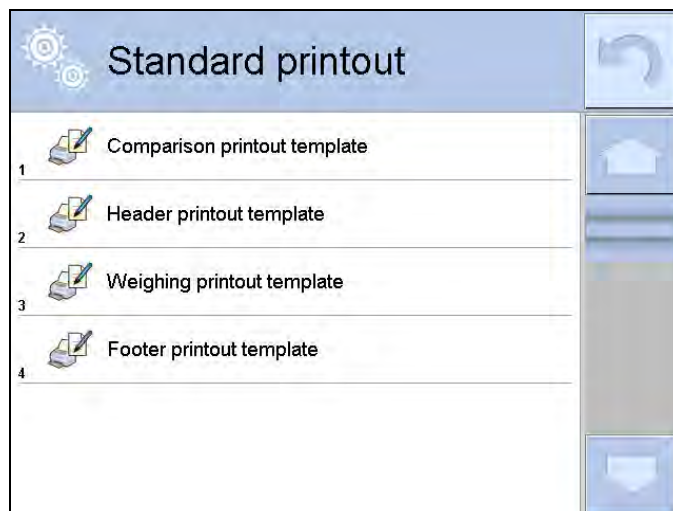 Standard printout
1 Comparison printout template
2 Header printout template
3 Weighing printout template
4 Footer printout template